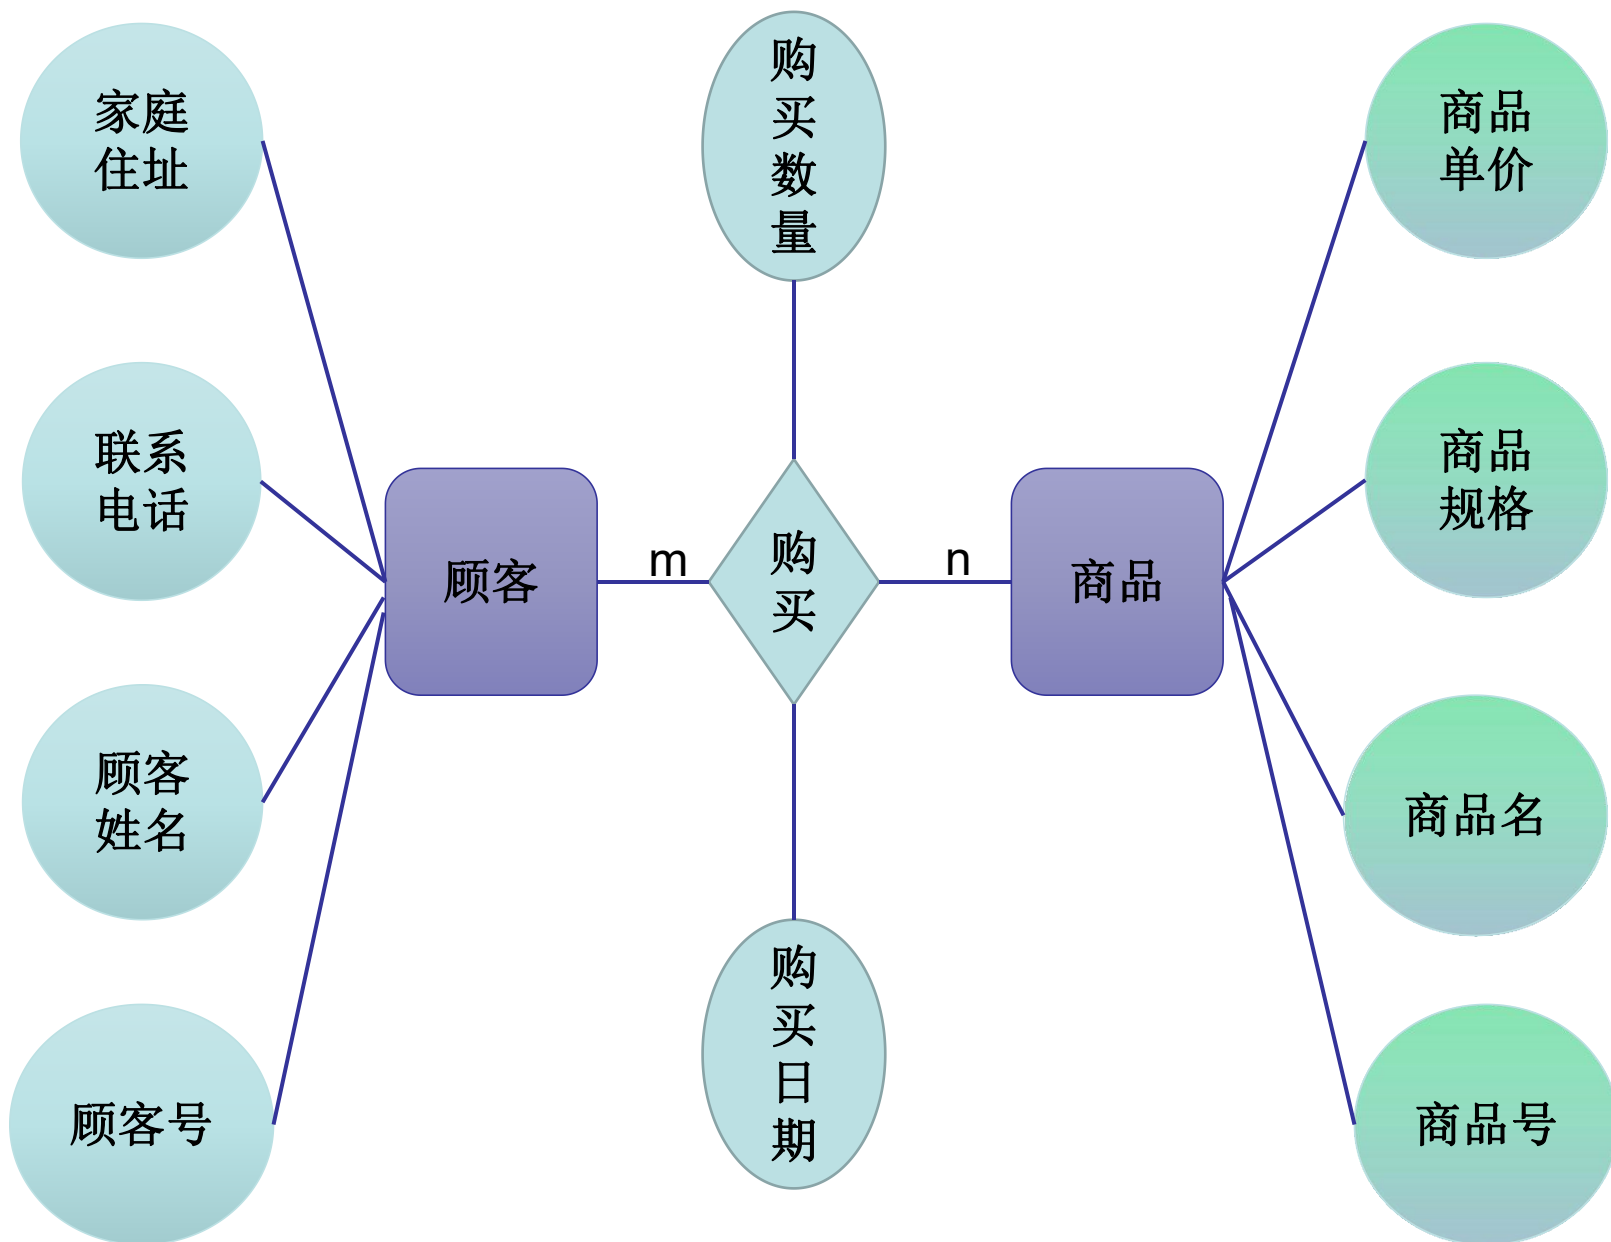 家庭
住址
联系
电话
顾客
姓名
顾客号
顾客
m
购
买
数
量
购
买
购
买
日
期
n
商品
商品
单价
商品
规格
商品名
商品号